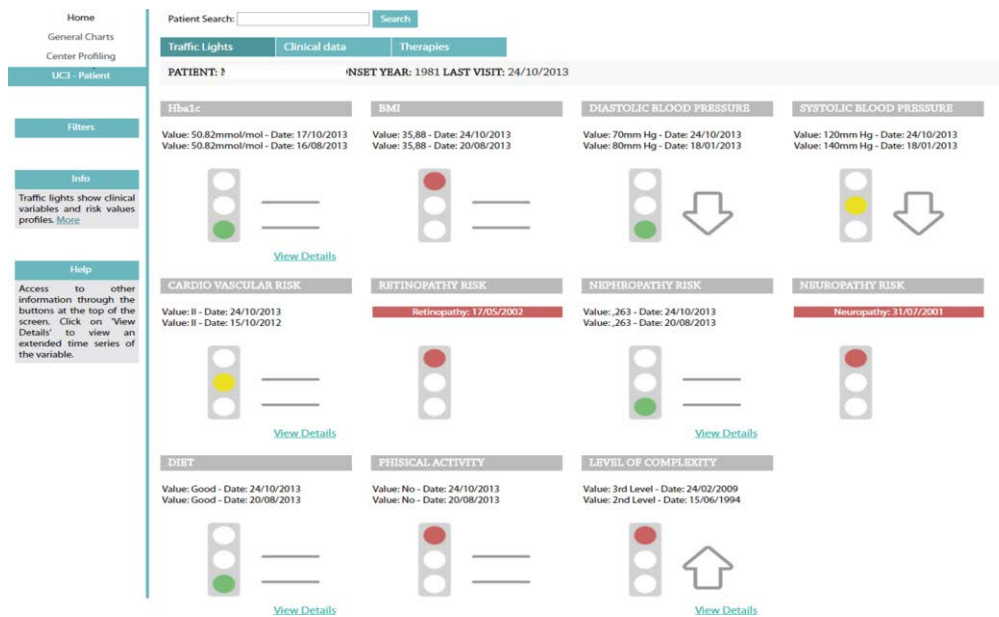 Home
General Charts
Center Profiling
UC3 - Patient
Filters
Info
Traffic lights show clinical
variables and risk values
profiles. More
Help
Access to other
information through the
buttons at the top of the
screen. Click on 'View
Details' to view an
extended time series of
the variable.
Patient Search:
Search
Traffic Lights
Clinical data
Therapies
PATIENT: NSET YEAR: 1981 LAST VISIT: 24/10/2013
Hba1c
Value: 50.82mmol/mol - Date: 17/10/2013
Value: 50.82mmol/mol - Date: 16/08/2013
View Details
BMI
Value: 35,88 - Date: 24/10/2013
Value: 35,88 - Date: 20/08/2013
DIASTOLIC BLOOD PRESSURE
Value: 70mm Hg - Date: 24/10/2013
Value: 80mm Hg - Date: 18/01/2013
SYSTOLIC BLOOD PRESSURE
Value: 120mm Hg - Date: 24/10/2013
Value: 140mm Hg - Date: 18/01/2013
CARDIO VASCULAR RISK
Value: II - Date: 24/10/2013
Value: II - Date: 15/10/2012
View Details
RETINOPATHY RISK
Retinopathy: 17/05/2002
NEPHROPATHY RISK
Value: ,263 - Date: 24/10/2013
Value: ,263 - Date: 20/08/2013
View Details
NEUROPATHY RISK
Neuropathy: 31/07/2001
DIET
Value: Good - Date: 24/10/2013
Value: Good - Date: 20/08/2013
View Details
PHISICAL ACTIVITY
Value: No - Date: 24/10/2013
Value: No - Date: 20/08/2013
LEVEL OF COMPLEXITY
Value: 3rd Level - Date: 24/02/2009
Value: 2nd Level - Date: 15/06/1994
View Details